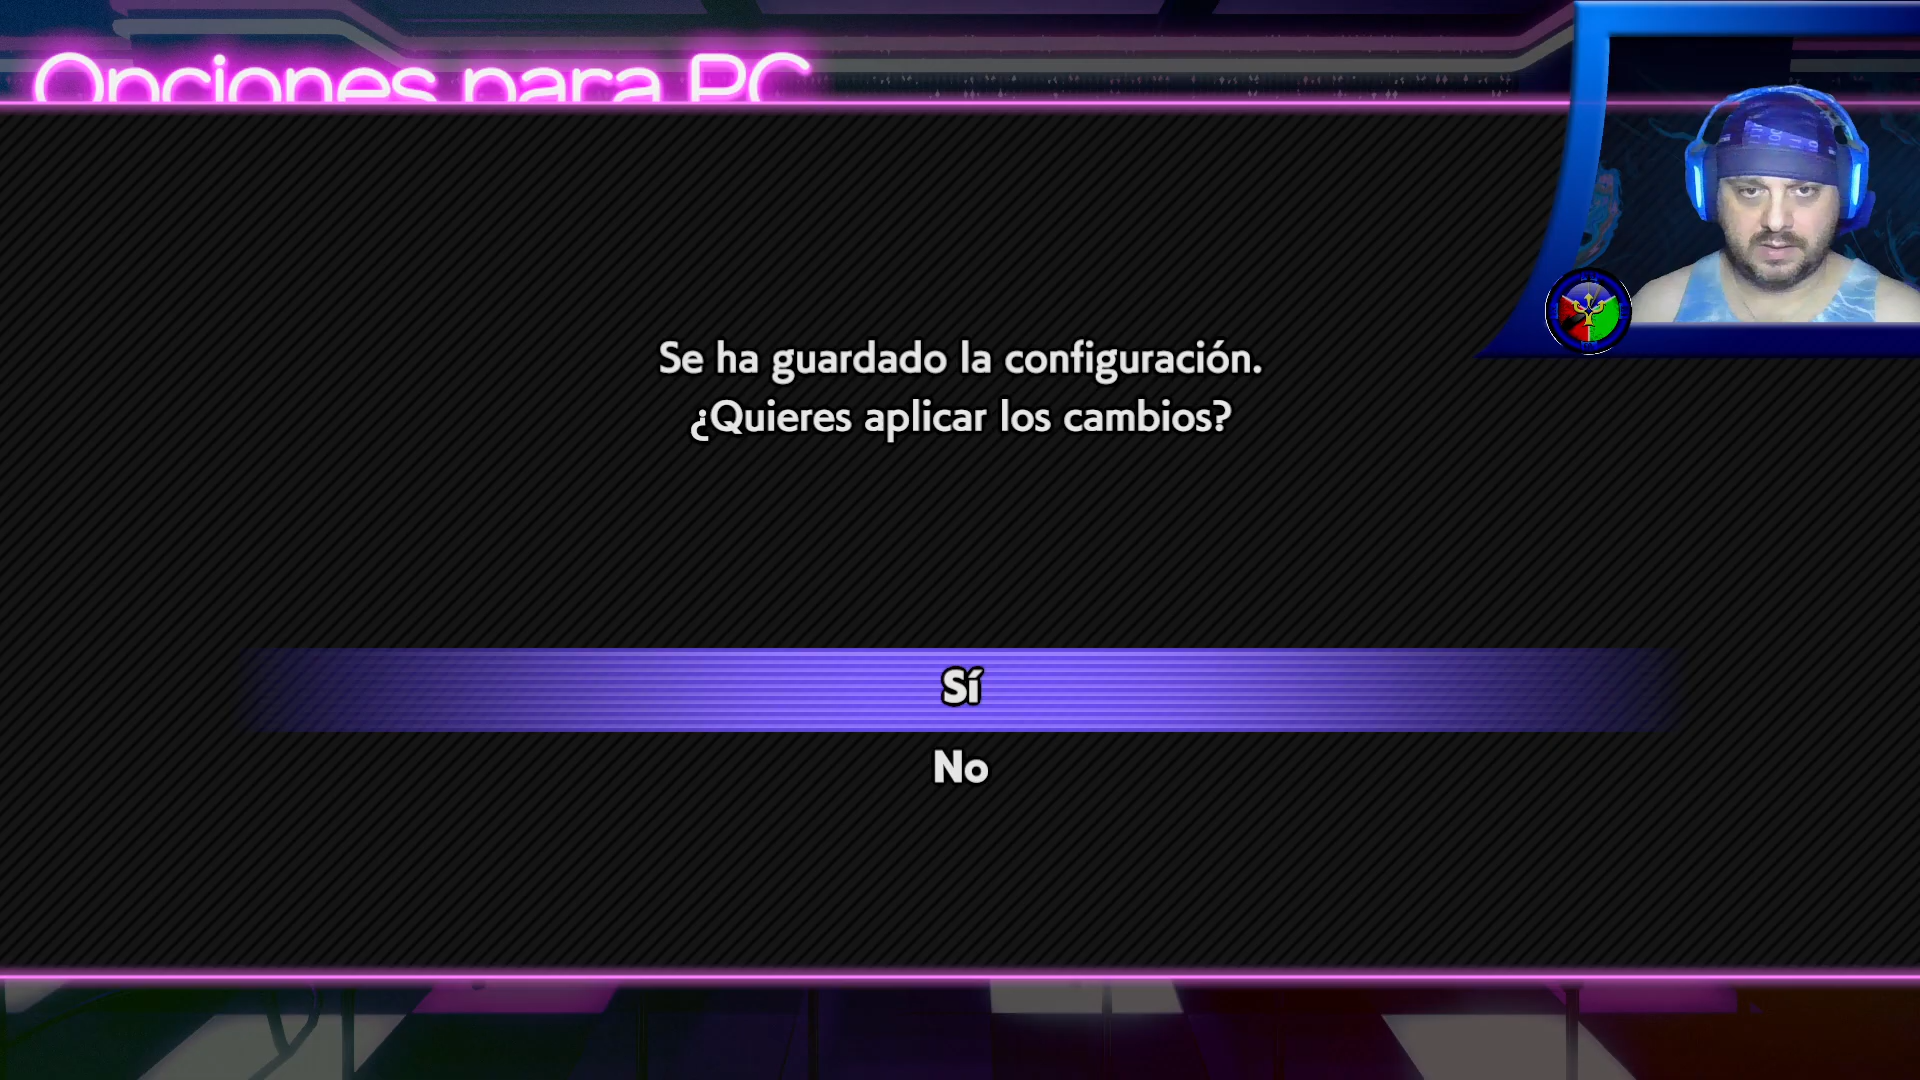 Opciones para PC
Se ha guardado la configuración.
¿Quieres aplicar los cambios?
Sí
No